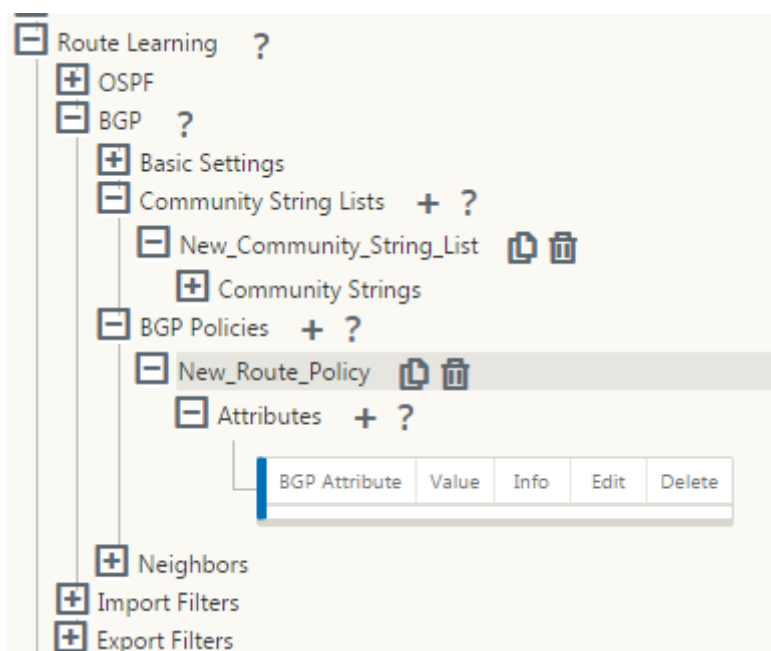 Route Learning ?
OSPF
BGP ?
Basic Settings
Community String Lists + ?
New_Community_String_List
Community Strings
BGP Policies + ?
New_Route_Policy
Attributes + ?
BGP Attribute Value Info Edit Delete
Neighbors
Import Filters
Export Filters